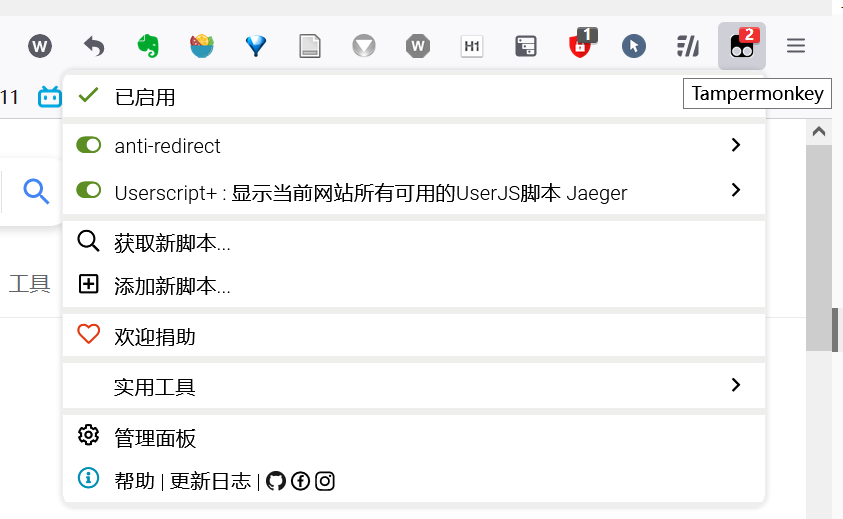 W
W
H1
1
2
11
Tampermonkey
已启用
anti-redirect
Userscript+ : 显示当前网站所有可用的UserJS脚本 Jaeger
获取新脚本...
工具
添加新脚本...
欢迎捐助
实用工具
管理面板
帮助 | 更新日志 |